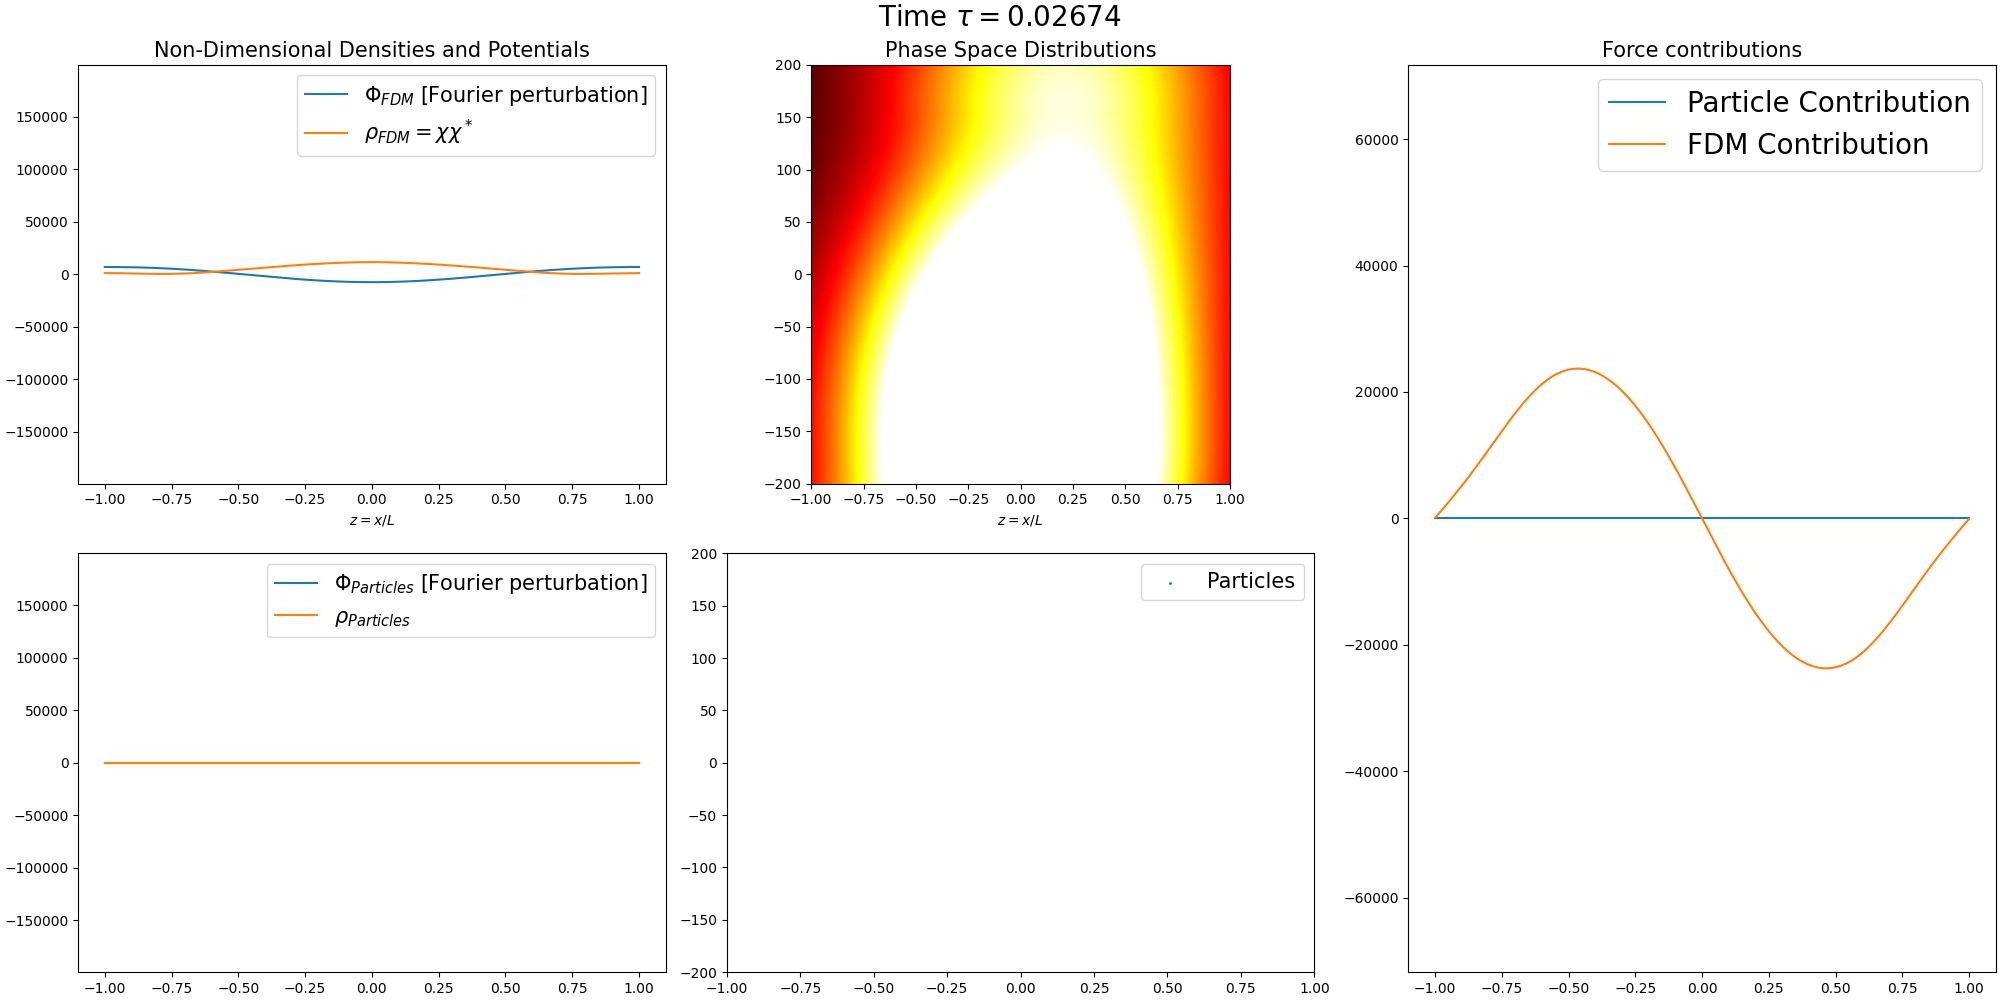 Time τ = 0.02674
Non-Dimensional Densities and Potentials
Φ_FDM [Fourier perturbation]
ρ_FDM = χχ*
150000
100000
50000
0
−50000
−100000
−150000
−1.00 −0.75 −0.50 −0.25 0.00 0.25 0.50 0.75 1.00
z = x/L
Phase Space Distributions
200
150
100
50
0
−50
−100
−150
−200
−1.00 −0.75 −0.50 −0.25 0.00 0.25 0.50 0.75 1.00
z = x/L
Force contributions
Particle Contribution
FDM Contribution
60000
40000
20000
0
−20000
−40000
−60000
−1.00 −0.75 −0.50 −0.25 0.00 0.25 0.50 0.75 1.00
Φ_Particles [Fourier perturbation]
ρ_Particles
150000
100000
50000
0
−50000
−100000
−150000
−1.00 −0.75 −0.50 −0.25 0.00 0.25 0.50 0.75 1.00
Particles
200
150
100
50
0
−50
−100
−150
−200
−1.00 −0.75 −0.50 −0.25 0.00 0.25 0.50 0.75 1.00